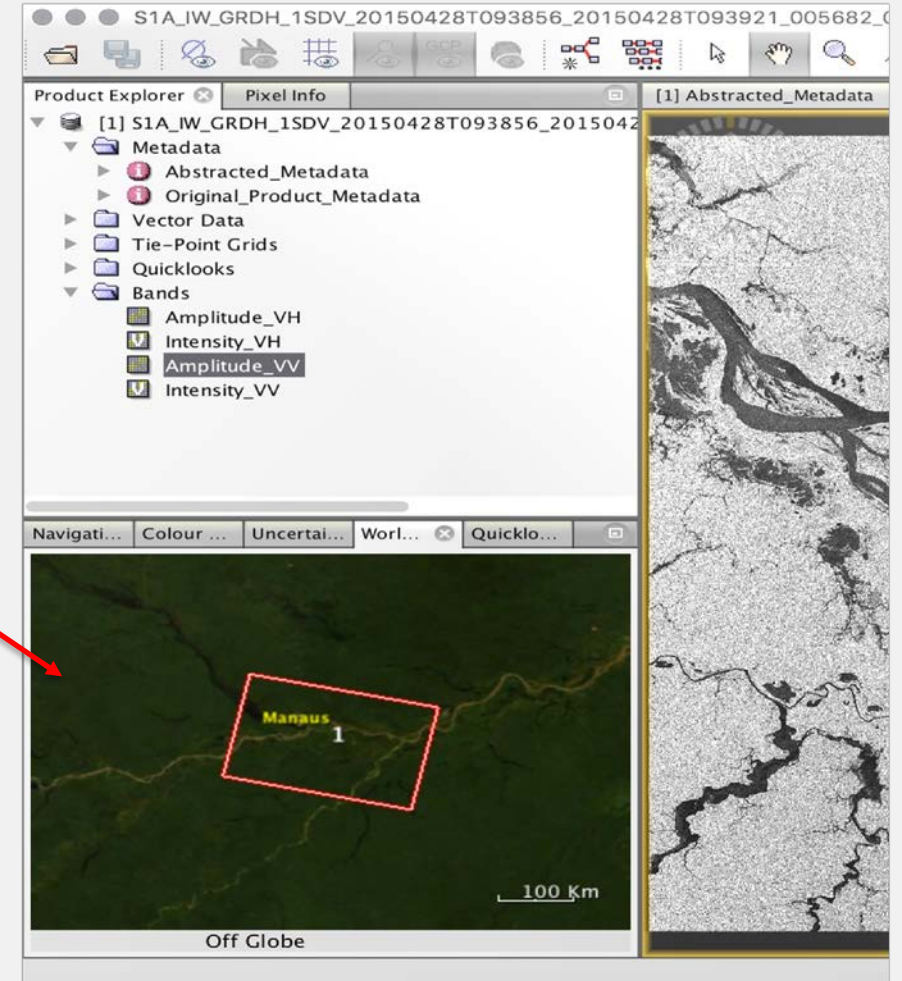 S1A_IW_GRDH_1SDV_20150428T093856_20150428T093921_005682_
GCP
Product Explorer Pixel Info
[1] Abstracted_Metadata
[1] S1A_IW_GRDH_1SDV_20150428T093856_2015042
Metadata
Abstracted_Metadata
Original_Product_Metadata
Vector Data
Tie-Point Grids
Quicklooks
Bands
Amplitude_VH
Intensity_VH
Amplitude_VV
Intensity_VV
Navigati... Colour ... Uncertai... Worl... Quicklo...
Manaus
1
100 Km
Off Globe